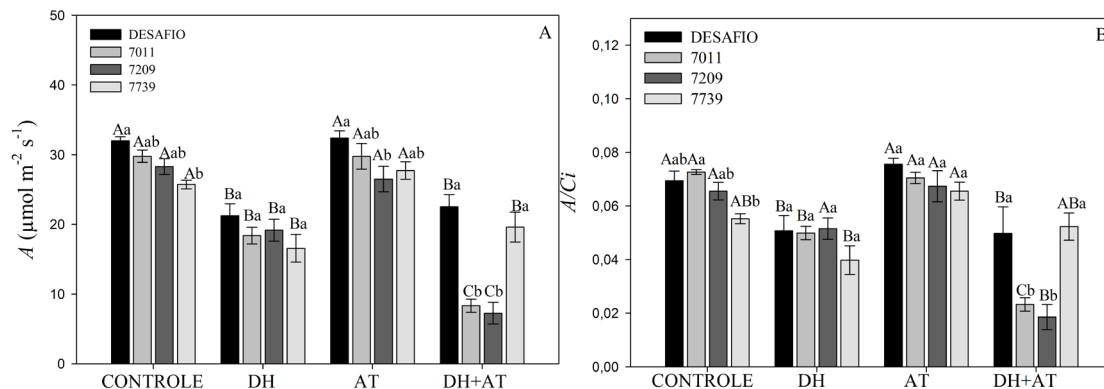 A
50
40
30
20
10
0
A (µmol m⁻² s⁻¹)
DESAFIO
7011
7209
7739
Aa Aab Aab Ab
Ba Ba Ba Ba
Aa Aab Ab Aab
Ba Cb Cb Ba
CONTROLE DH AT DH+AT
B
0,12
0,10
0,08
0,06
0,04
0,02
0,00
A/Ci
DESAFIO
7011
7209
7739
Aab Aa Aab ABb
Ba Ba Aa Ba
Aa Aa Aa Aa
Ba Cb Bb ABa
CONTROLE DH AT DH+AT